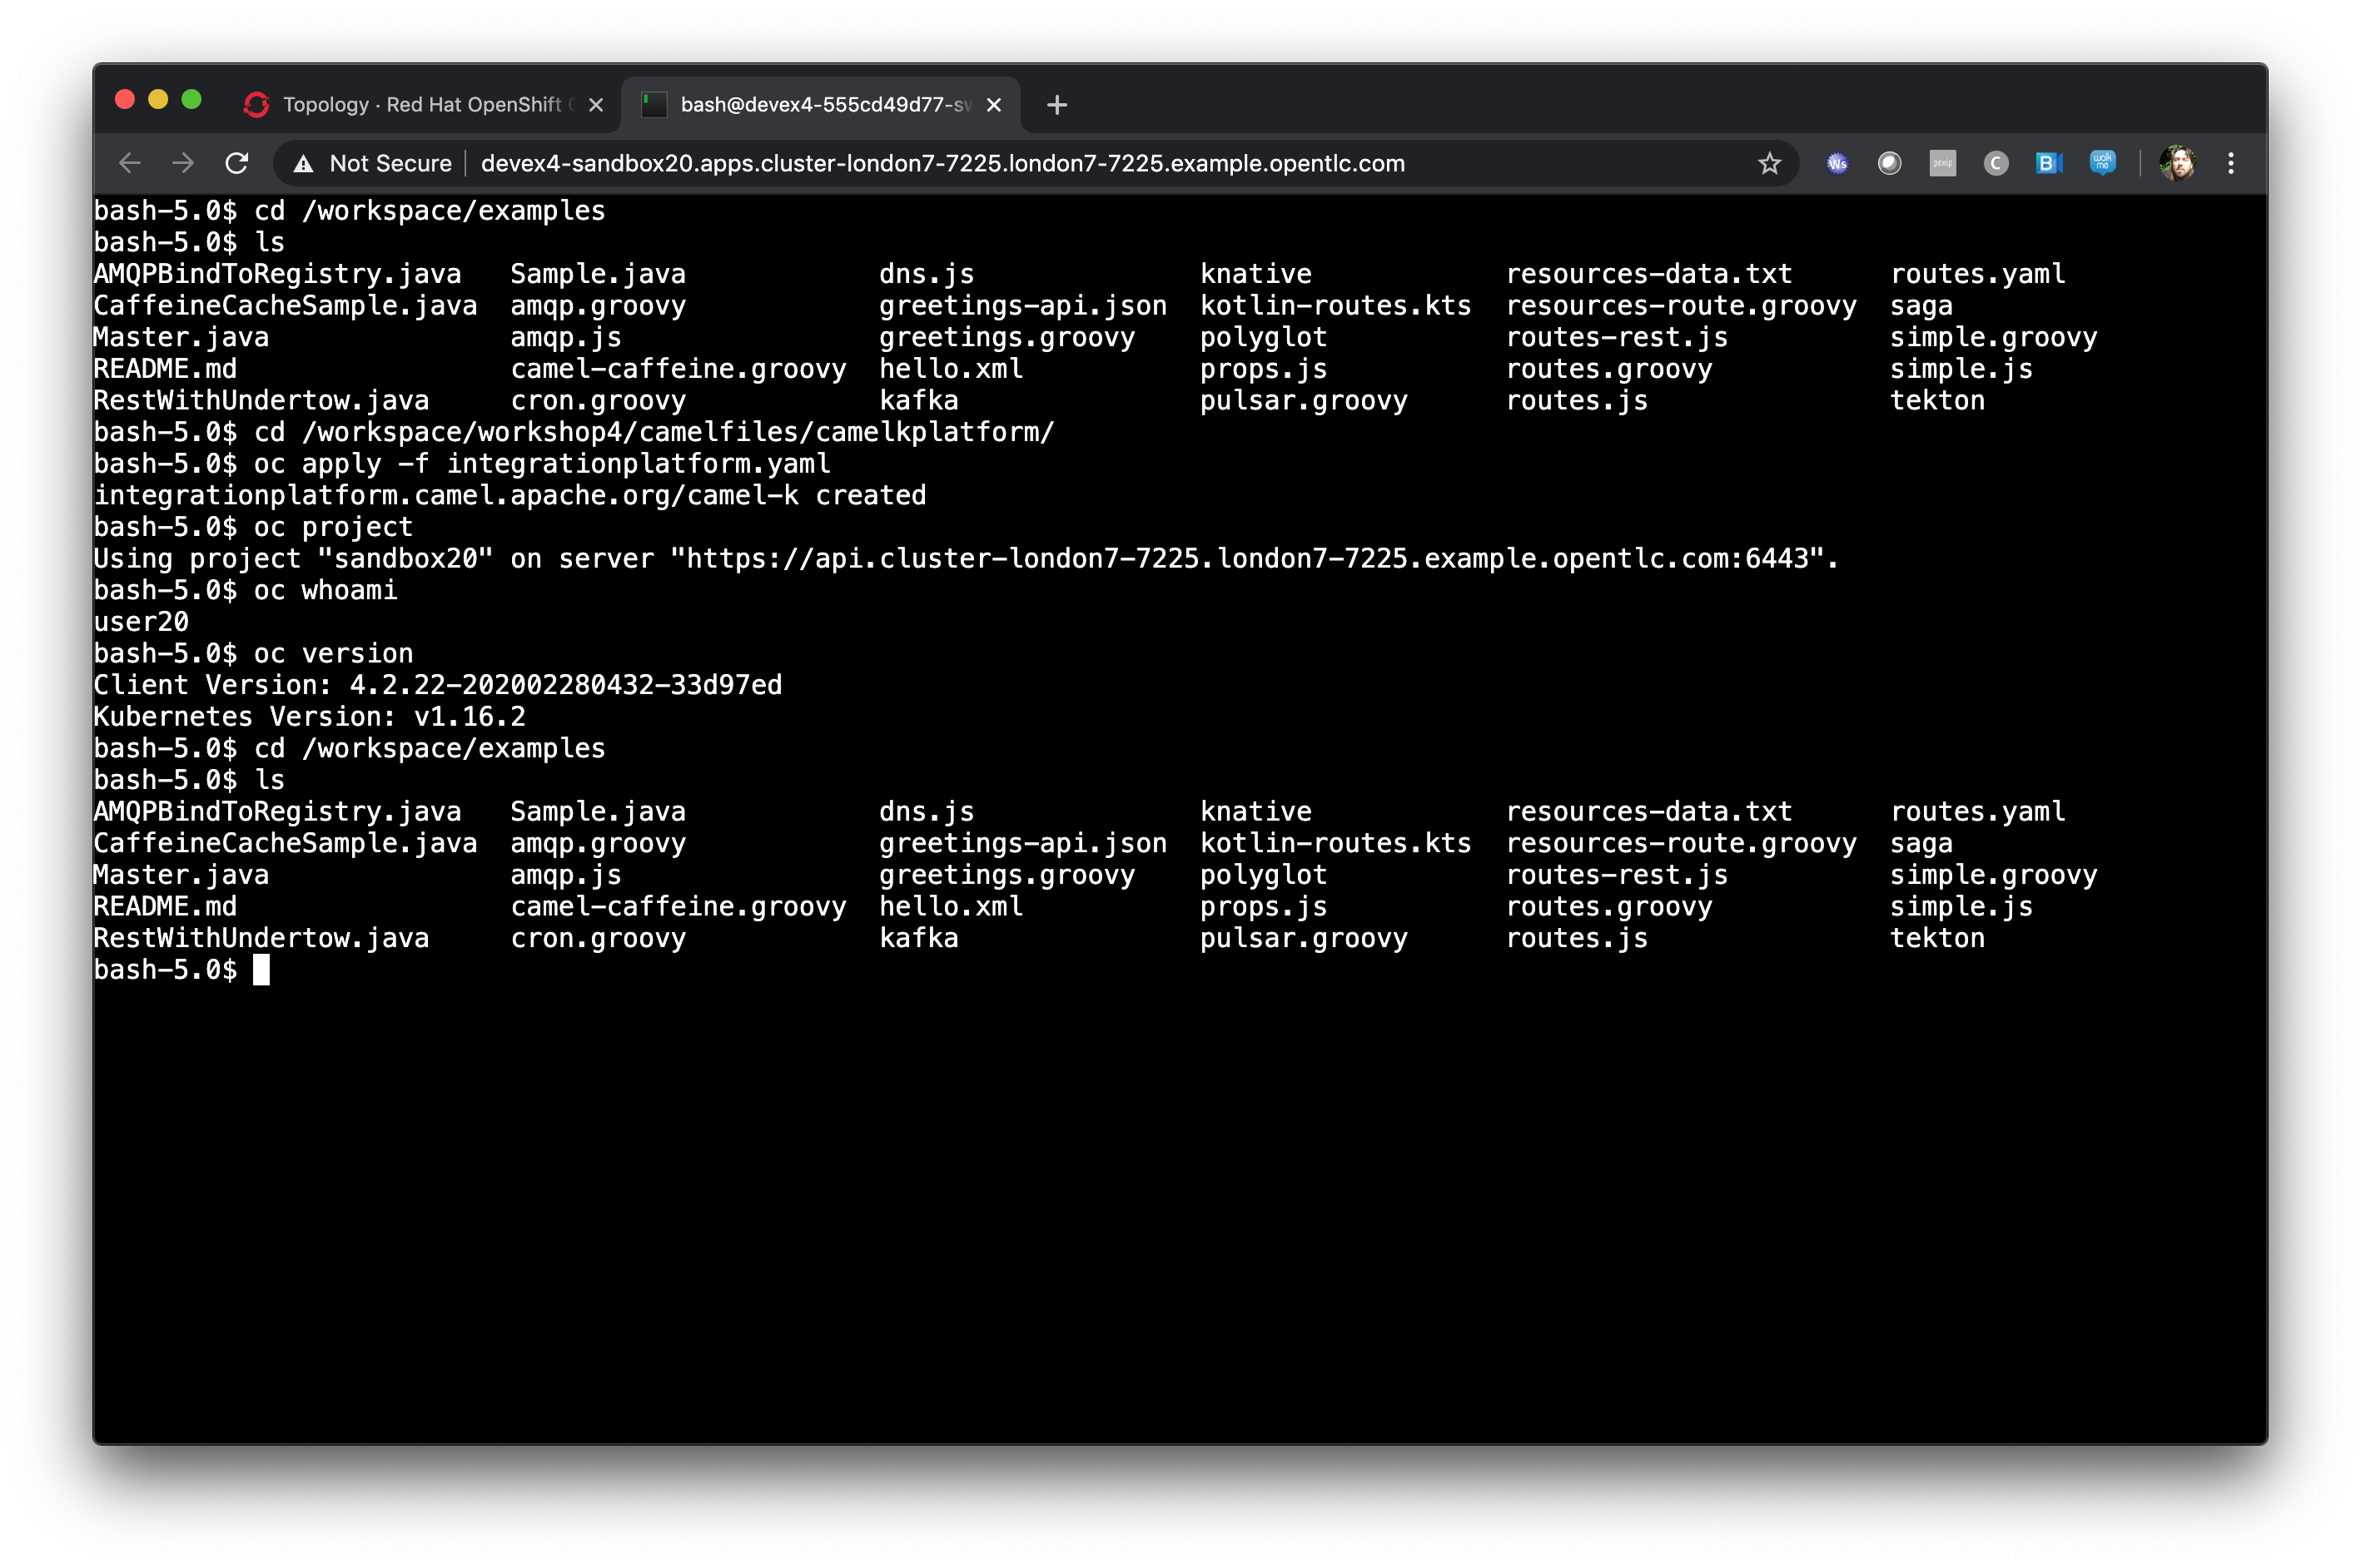 Topology · Red Hat OpenShift
bash@devex4-555cd49d77-sw
Not Secure devex4-sandbox20.apps.cluster-london7-7225.london7-7225.example.opentlc.com Ws pexip C B walk me
bash-5.0$ cd /workspace/examples
bash-5.0$ ls
AMQPBindToRegistry.java Sample.java dns.js knative resources-data.txt routes.yaml
CaffeineCacheSample.java amqp.groovy greetings-api.json kotlin-routes.kts resources-route.groovy saga
Master.java amqp.js greetings.groovy polyglot routes-rest.js simple.groovy
README.md camel-caffeine.groovy hello.xml props.js routes.groovy simple.js
RestWithUndertow.java cron.groovy kafka pulsar.groovy routes.js tekton
bash-5.0$ cd /workspace/workshop4/camelfiles/camelkplatform/
bash-5.0$ oc apply -f integrationplatform.yaml
integrationplatform.camel.apache.org/camel-k created
bash-5.0$ oc project
Using project "sandbox20" on server "https://api.cluster-london7-7225.london7-7225.example.opentlc.com:6443".
bash-5.0$ oc whoami
user20
bash-5.0$ oc version
Client Version: 4.2.22-202002280432-33d97ed
Kubernetes Version: v1.16.2
bash-5.0$ cd /workspace/examples
bash-5.0$ ls
AMQPBindToRegistry.java Sample.java dns.js knative resources-data.txt routes.yaml
CaffeineCacheSample.java amqp.groovy greetings-api.json kotlin-routes.kts resources-route.groovy saga
Master.java amqp.js greetings.groovy polyglot routes-rest.js simple.groovy
README.md camel-caffeine.groovy hello.xml props.js routes.groovy simple.js
RestWithUndertow.java cron.groovy kafka pulsar.groovy routes.js tekton
bash-5.0$